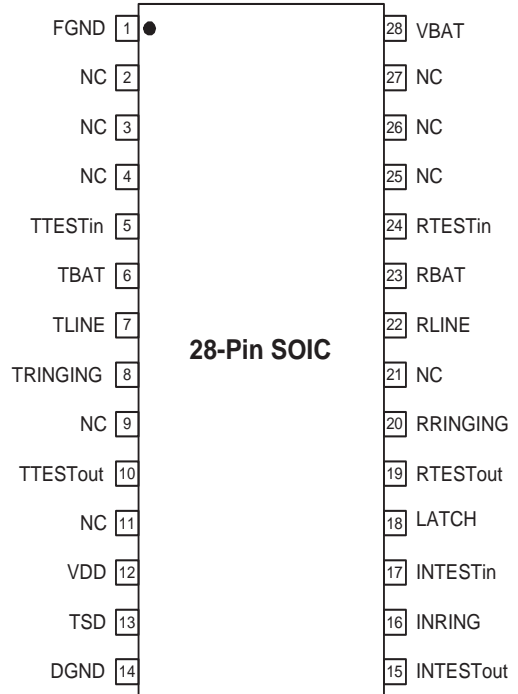 FGND 1 28 VBAT
NC 2 27 NC
NC 3 26 NC
NC 4 25 NC
TTESTin 5 24 RTESTin
TBAT 6 23 RBAT
TLINE 7 22 RLINE
28-Pin SOIC
TRINGING 8 21 NC
NC 9 20 RRINGING
TTESTout 10 19 RTESTout
NC 11 18 LATCH
VDD 12 17 INTESTin
TSD 13 16 INRING
DGND 14 15 INTESTout